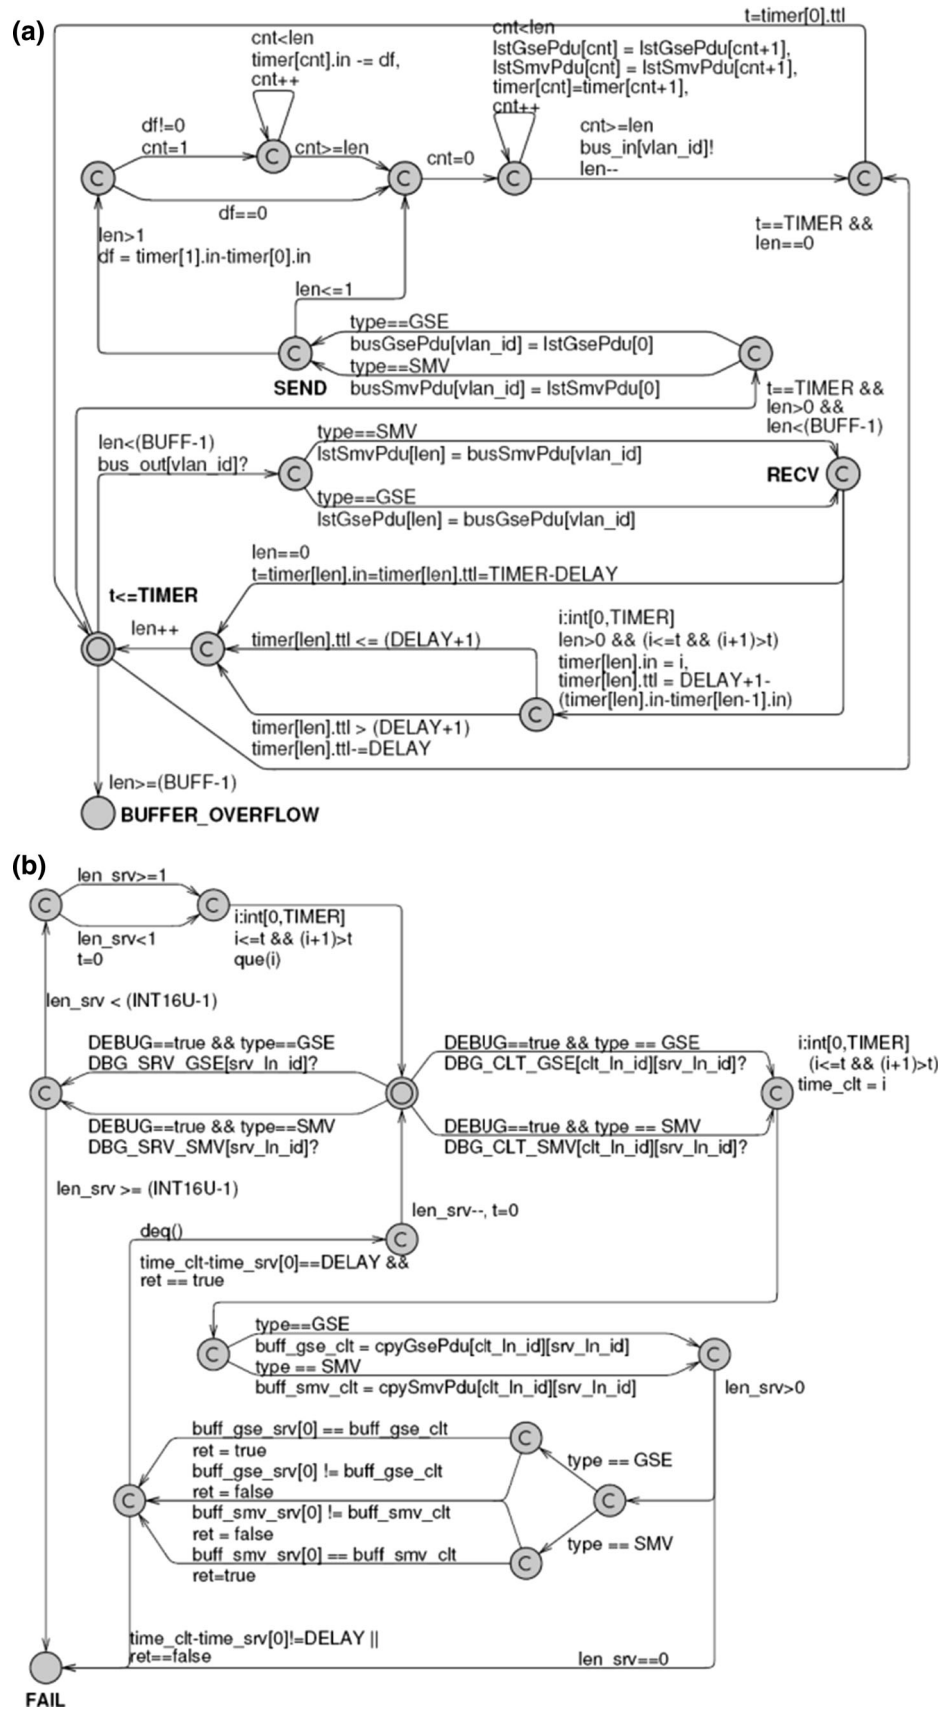 (a)
t=timer[0].ttl
cnt<len
timer[cnt].in -= df,
cnt++
cnt<len
lstGsePdu[cnt] = lstGsePdu[cnt+1],
lstSmvPdu[cnt] = lstSmvPdu[cnt+1],
timer[cnt]=timer[cnt+1],
cnt++
df!=0
cnt=1
cnt>=len
cnt>=len
bus_in[vlan_id]!
len--
cnt=0
C
C
C
C
C
df==0
t==TIMER &&
len==0
len>1
df = timer[1].in-timer[0].in
len<=1
type==GSE
busGsePdu[vlan_id] = lstGsePdu[0]
type==SMV
busSmvPdu[vlan_id] = lstSmvPdu[0]
C
C
SEND
t==TIMER &&
len>0 &&
len<(BUFF-1)
len<(BUFF-1)
bus_out[vlan_id]?
type==SMV
lstSmvPdu[len] = busSmvPdu[vlan_id]
C
RECV
C
type==GSE
lstGsePdu[len] = busGsePdu[vlan_id]
len==0
t=timer[len].in=timer[len].ttl=TIMER-DELAY
t<=TIMER
len++
C
timer[len].ttl <= (DELAY+1)
i:int[0,TIMER]
len>0 && (i<=t && (i+1)>t)
timer[len].in = i,
timer[len].ttl = DELAY+1-
(timer[len].in-timer[len-1].in)
C
timer[len].ttl > (DELAY+1)
timer[len].ttl-=DELAY
len>=(BUFF-1)
BUFFER_OVERFLOW
(b)
len_srv>=1
C
C
len_srv<1
t=0
i:int[0,TIMER]
i<=t && (i+1)>t
que(i)
len_srv < (INT16U-1)
DEBUG==true && type==GSE
DBG_SRV_GSE[srv_ln_id]?
DEBUG==true && type == GSE
DBG_CLT_GSE[clt_ln_id][srv_ln_id]?
i:int[0,TIMER]
(i<=t && (i+1)>t)
time_clt = i
C
C
DEBUG==true && type==SMV
DBG_SRV_SMV[srv_ln_id]?
DEBUG==true && type == SMV
DBG_CLT_SMV[clt_ln_id][srv_ln_id]?
len_srv >= (INT16U-1)
len_srv--, t=0
deq()
C
time_clt-time_srv[0]==DELAY &&
ret == true
type==GSE
buff_gse_clt = cpyGsePdu[clt_ln_id][srv_ln_id]
C
C
type == SMV
buff_smv_clt = cpySmvPdu[clt_ln_id][srv_ln_id]
len_srv>0
buff_gse_srv[0] == buff_gse_clt
ret = true
C
type == GSE
buff_gse_srv[0] != buff_gse_clt
ret = false
C
C
buff_smv_srv[0] != buff_smv_clt
ret = false
type == SMV
buff_smv_srv[0] == buff_smv_clt
ret=true
C
time_clt-time_srv[0]!=DELAY ||
ret==false
len_srv==0
FAIL